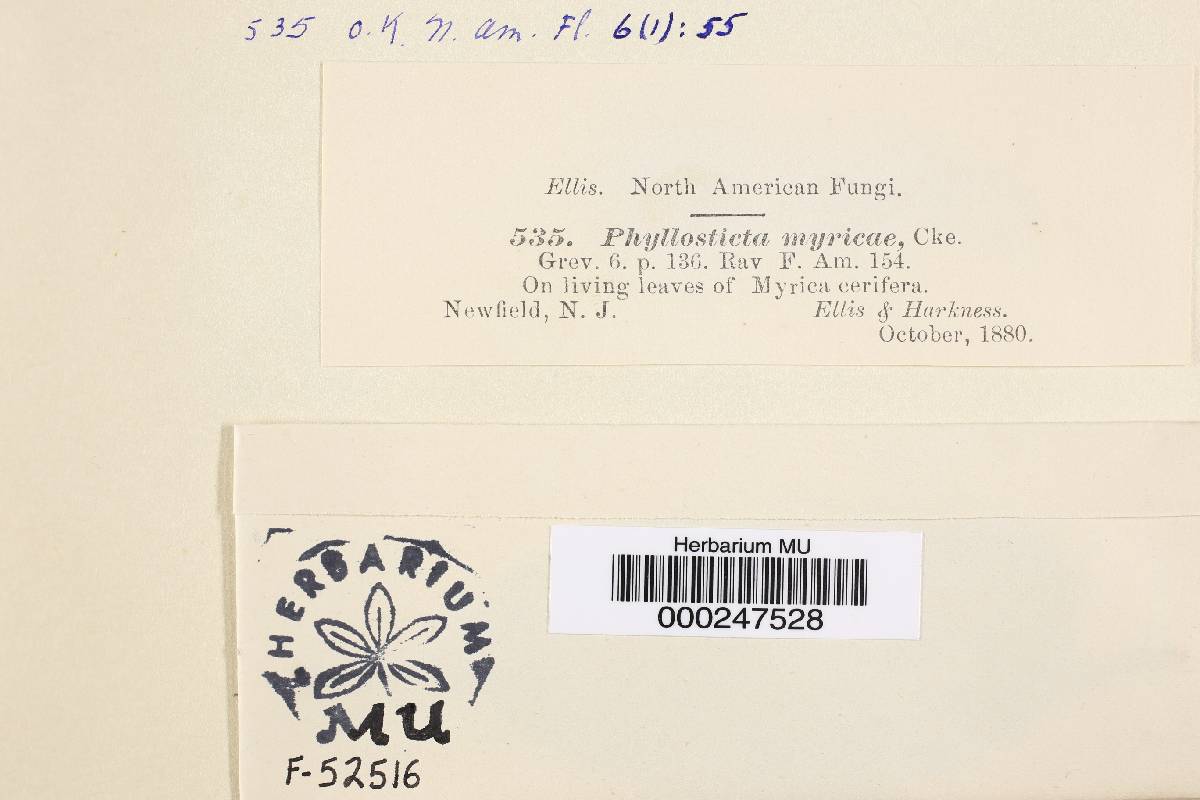 535 O.K. N. Am. Fl. 6(1): 55
Ellis. North American Fungi.
535. Phyllosticta myricae, Cke.
Grev. 6. p. 136. Rav F. Am. 154.
On living leaves of Myrica cerifera.
Newfield, N. J. Ellis & Harkness.
October, 1880.
HERBARIUM
MU
F-52516
Herbarium MU
000247528